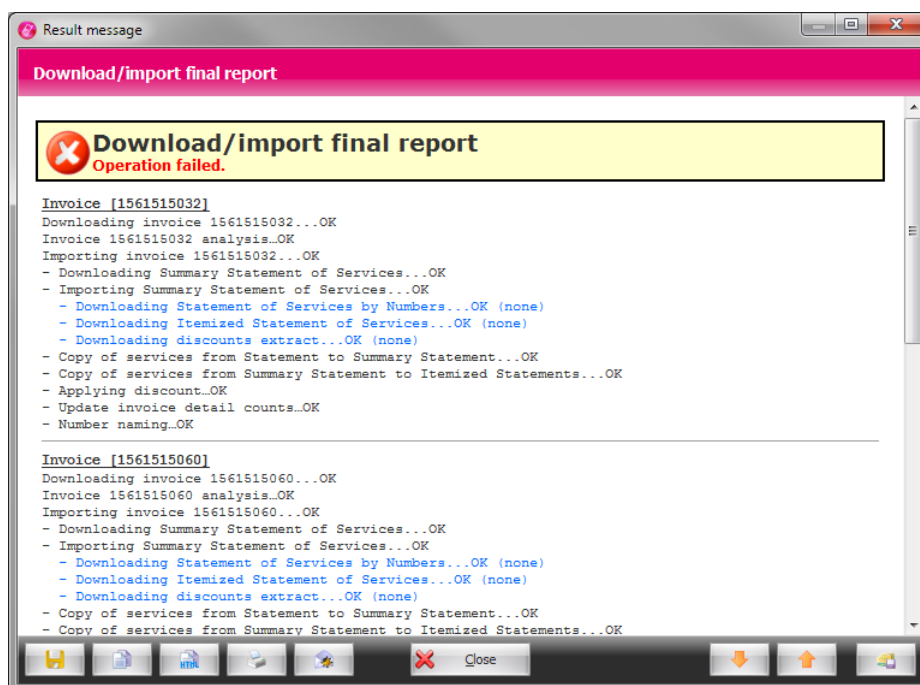 Result message
Download/import final report
Download/import final report
Operation failed.
Invoice [1561515032]
Downloading invoice 1561515032...OK
Invoice 1561515032 analysis…OK
Importing invoice 1561515032...OK
- Downloading Summary Statement of Services...OK
- Importing Summary Statement of Services...OK
- Downloading Statement of Services by Numbers...OK (none)
- Downloading Itemized Statement of Services...OK (none)
- Downloading discounts extract...OK (none)
- Copy of services from Statement to Summary Statement...OK
- Copy of services from Summary Statement to Itemized Statements...OK
- Applying discount…OK
- Update invoice detail counts…OK
- Number naming…OK
Invoice [1561515060]
Downloading invoice 1561515060...OK
Invoice 1561515060 analysis…OK
Importing invoice 1561515060...OK
- Downloading Summary Statement of Services...OK
- Importing Summary Statement of Services...OK
- Downloading Statement of Services by Numbers...OK (none)
- Downloading Itemized Statement of Services...OK (none)
- Downloading discounts extract...OK (none)
- Copy of services from Statement to Summary Statement...OK
- Copy of services from Summary Statement to Itemized Statements...OK
HTML
Close